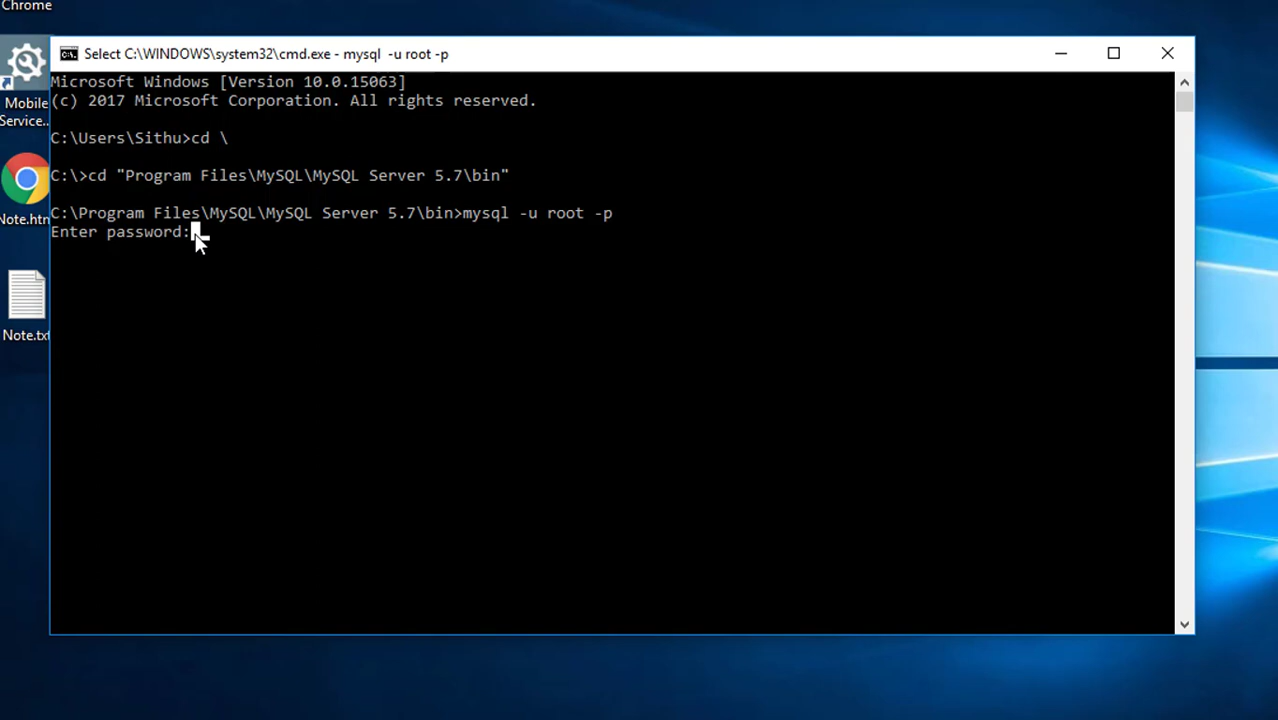 Chrome
Select C:\WINDOWS\system32\cmd.exe - mysql  -u root -p
Microsoft Windows [Version 10.0.15063]
(c) 2017 Microsoft Corporation. All rights reserved.
C:\Users\Sithu>cd \
C:\>cd "Program Files\MySQL\MySQL Server 5.7\bin"
C:\Program Files\MySQL\MySQL Server 5.7\bin>mysql -u root -p
Enter password:
Mobile
Service...
Note.htm
Note.txt